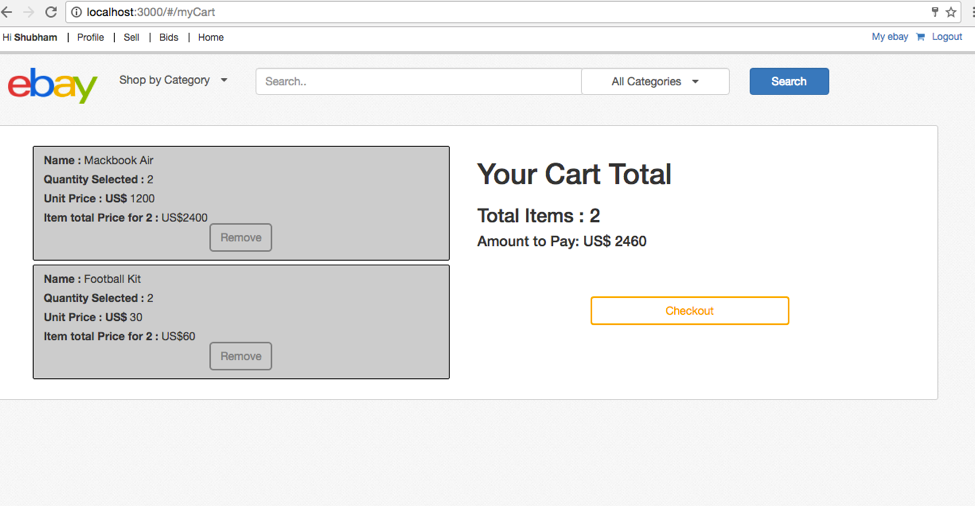 localhost:3000/#/myCart
Hi Shubham | Profile | Sell | Bids | Home
My ebay Logout
ebay
Shop by Category
Search..
All Categories
Search
Name : Mackbook Air
Quantity Selected : 2
Unit Price : US$ 1200
Item total Price for 2 : US$2400
Remove
Name : Football Kit
Quantity Selected : 2
Unit Price : US$ 30
Item total Price for 2 : US$60
Remove
Your Cart Total
Total Items : 2
Amount to Pay: US$ 2460
Checkout